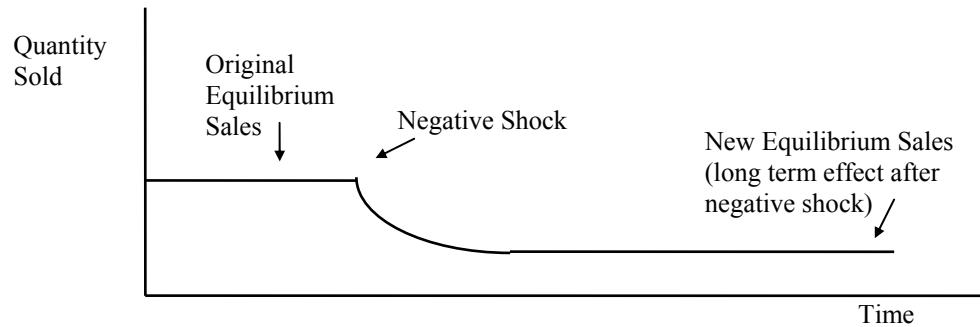 Quantity
Sold
Original
Equilibrium
Sales
Negative Shock
New Equilibrium Sales
(long term effect after
negative shock)
Time